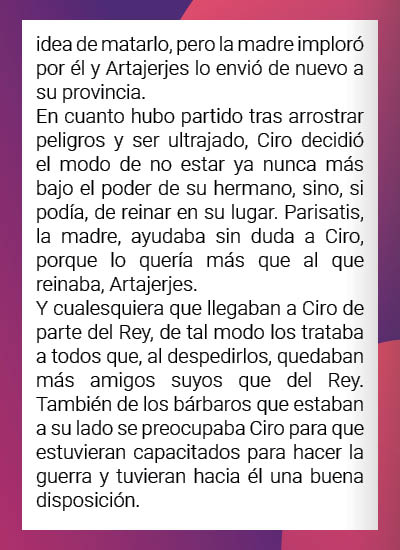 idea de matarlo, pero la madre imploró
por él y Artajerjes lo envió de nuevo a
su provincia.
En cuanto hubo partido tras arrostrar
peligros y ser ultrajado, Ciro decidió
el modo de no estar ya nunca más
bajo el poder de su hermano, sino, si
podía, de reinar en su lugar. Parisatis,
la madre, ayudaba sin duda a Ciro,
porque lo quería más que al que
reinaba, Artajerjes.
Y cualesquiera que llegaban a Ciro de
parte del Rey, de tal modo los trataba
a todos que, al despedirlos, quedaban
más amigos suyos que del Rey.
También de los bárbaros que estaban
a su lado se preocupaba Ciro para que
estuvieran capacitados para hacer la
guerra y tuvieran hacia él una buena
disposición.